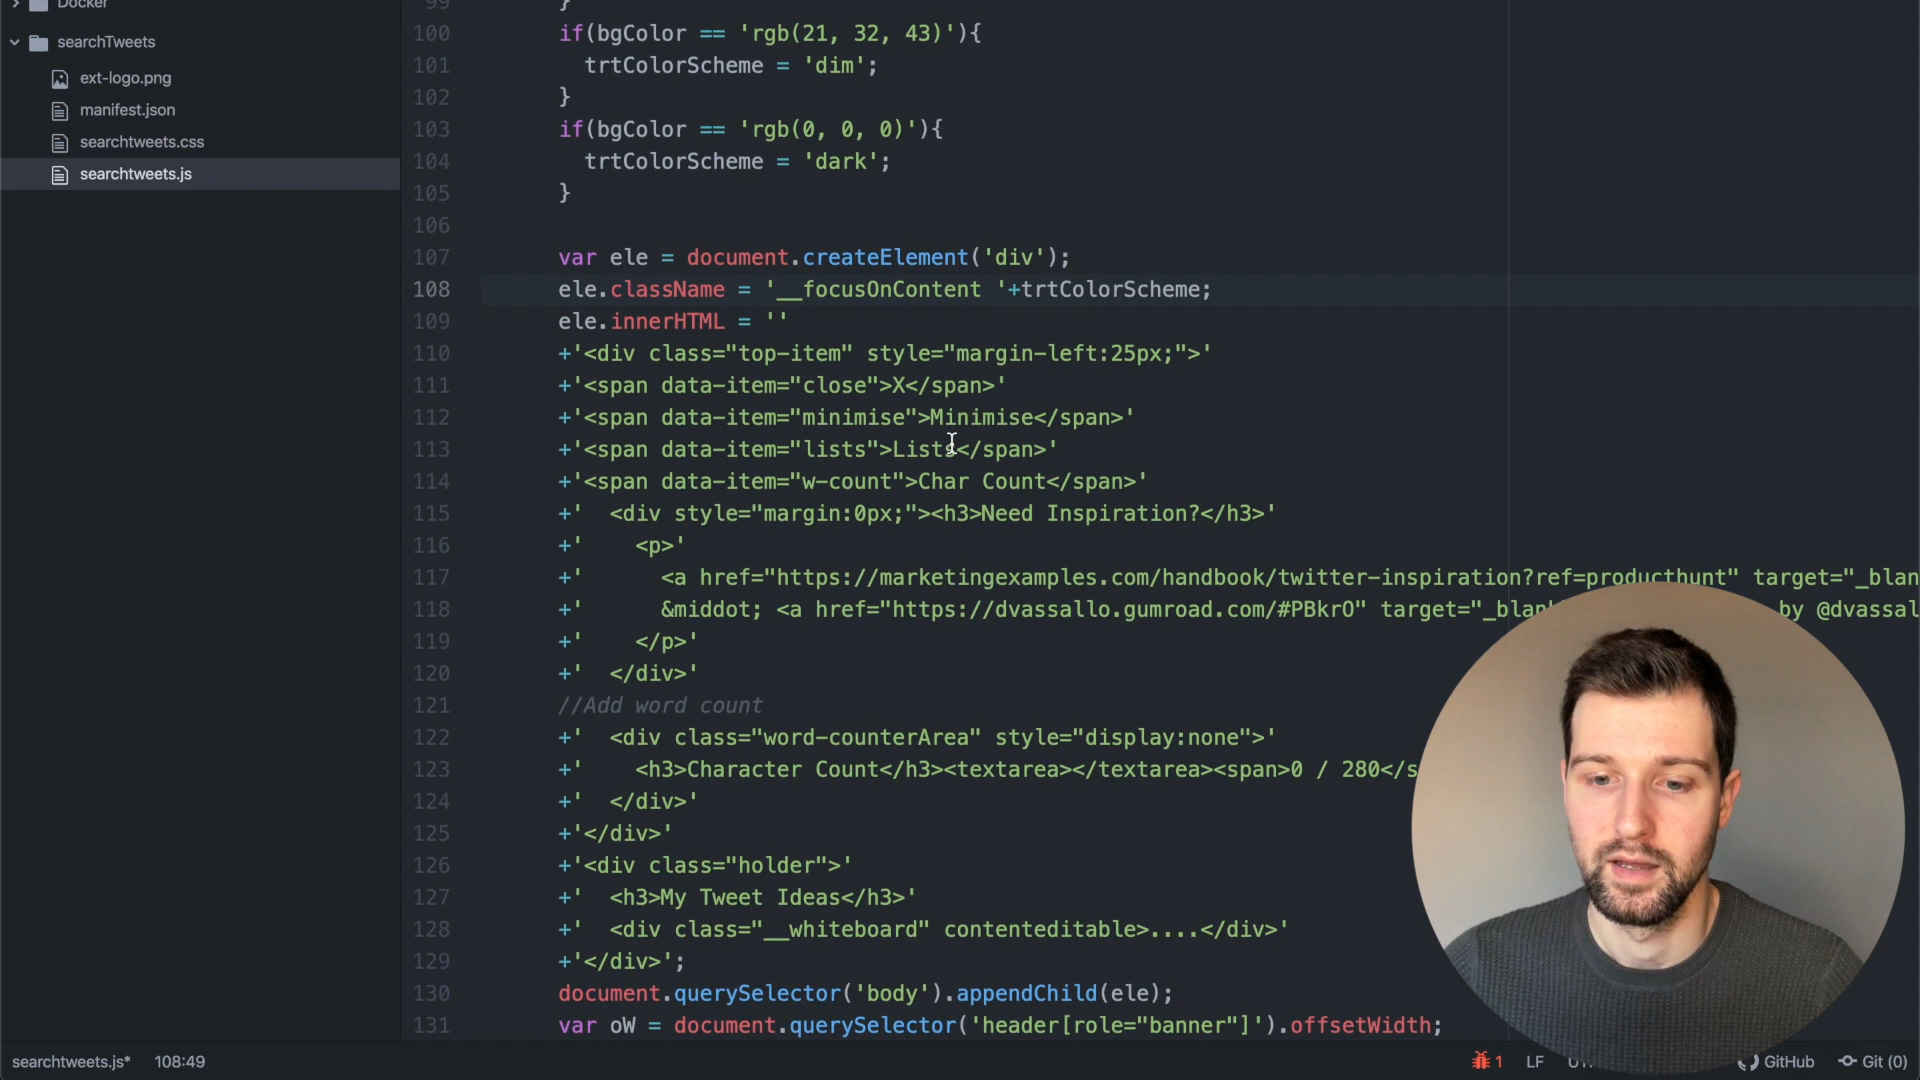 Docker
searchTweets
ext-logo.png
manifest.json
searchtweets.css
searchtweets.js
99 }
100 if(bgColor == 'rgb(21, 32, 43)'){
101 trtColorScheme = 'dim';
102 }
103 if(bgColor == 'rgb(0, 0, 0)'){
104 trtColorScheme = 'dark';
105 }
106
107 var ele = document.createElement('div');
108 ele.className = '__focusOnContent '+trtColorScheme;
109 ele.innerHTML = ''
110 +'<div class="top-item" style="margin-left:25px;">'
111 +'<span data-item="close">X</span>'
112 +'<span data-item="minimise">Minimise</span>'
113 +'<span data-item="lists">Lists</span>'
114 +'<span data-item="w-count">Char Count</span>'
115 +'  <div style="margin:0px;"><h3>Need Inspiration?</h3>'
116 +'    <p>'
117 +'      <a href="https://marketingexamples.com/handbook/twitter-inspiration?ref=producthunt" target="_blan
118 +'      &middot; <a href="https://dvassallo.gumroad.com/#PBkrO" target="_blank by @dvassal
119 +'    </p>'
120 +'  </div>'
121 //Add word count
122 +'  <div class="word-counterArea" style="display:none">'
123 +'    <h3>Character Count</h3><textarea></textarea><span>0 / 280</s
124 +'  </div>'
125 +'</div>'
126 +'<div class="holder">'
127 +'  <h3>My Tweet Ideas</h3>'
128 +'  <div class="__whiteboard" contenteditable>....</div>'
129 +'</div>';
130 document.querySelector('body').appendChild(ele);
131 var oW = document.querySelector('header[role="banner"]').offsetWidth;
searchtweets.js* 108:49 1 LF GitHub Git (0)